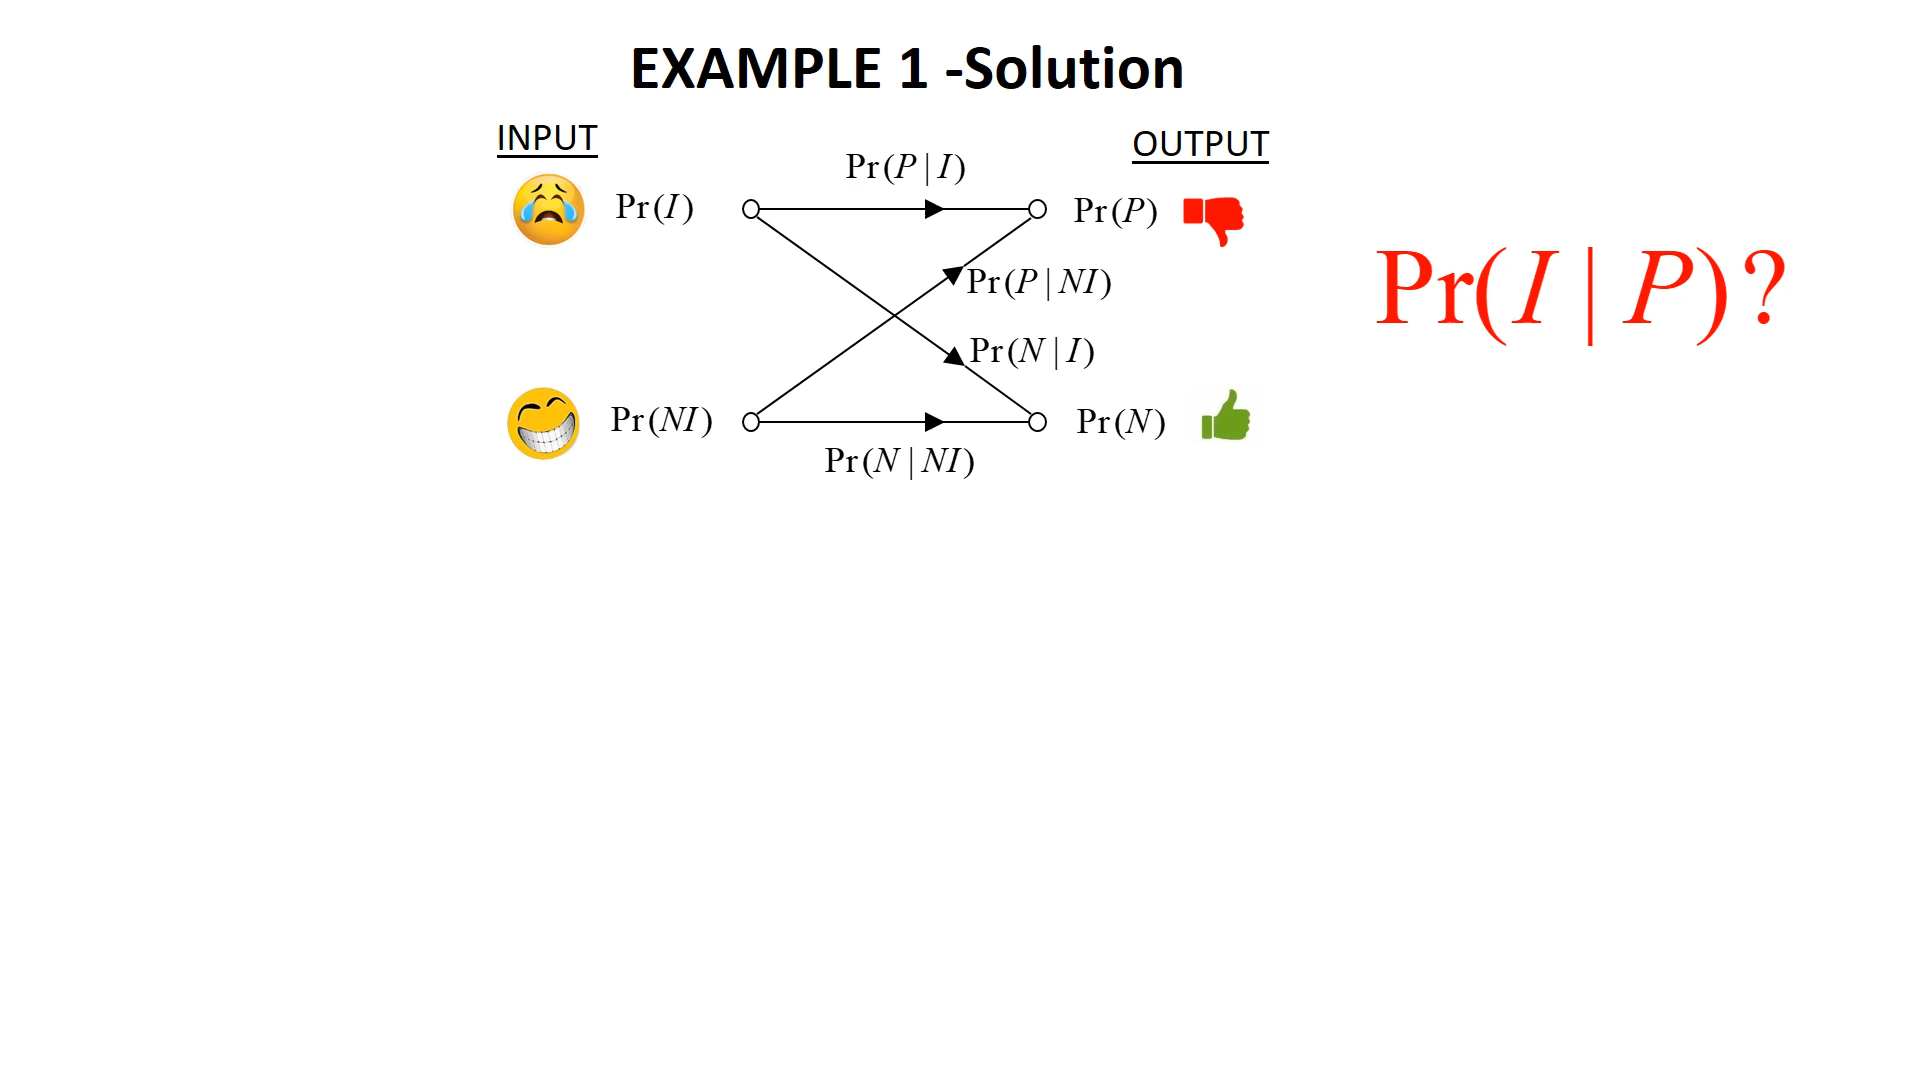 EXAMPLE 1 -Solution
INPUT
OUTPUT
Pr(P | I)
Pr(I)
Pr(P)
Pr(P | NI)
Pr(I | P)?
Pr(N | I)
Pr(NI)
Pr(N)
Pr(N | NI)